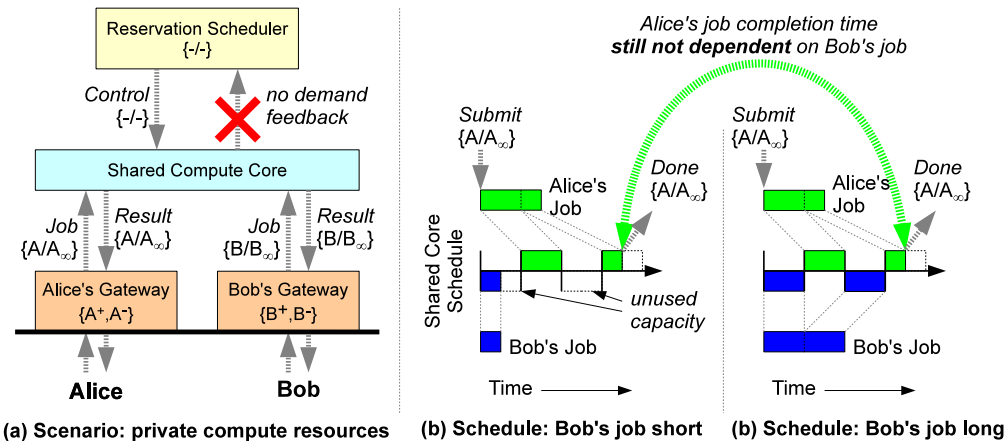 Reservation Scheduler
{-/-}
Control
{-/-}
no demand
feedback
Shared Compute Core
Job
{A/A∞}
Result
{A/A∞}
Job
{B/B∞}
Result
{B/B∞}
Alice's Gateway
{A⁺,A⁻}
Bob's Gateway
{B⁺,B⁻}
Alice
Bob
(a) Scenario: private compute resources
Alice's job completion time
still not dependent on Bob's job
Submit
{A/A∞}
Alice's
Job
Done
{A/A∞}
Shared Core
Schedule
unused
capacity
Bob's Job
Time
(b) Schedule: Bob's job short
Submit
{A/A∞}
Alice's
Job
Done
{A/A∞}
Bob's Job
Time
(b) Schedule: Bob's job long